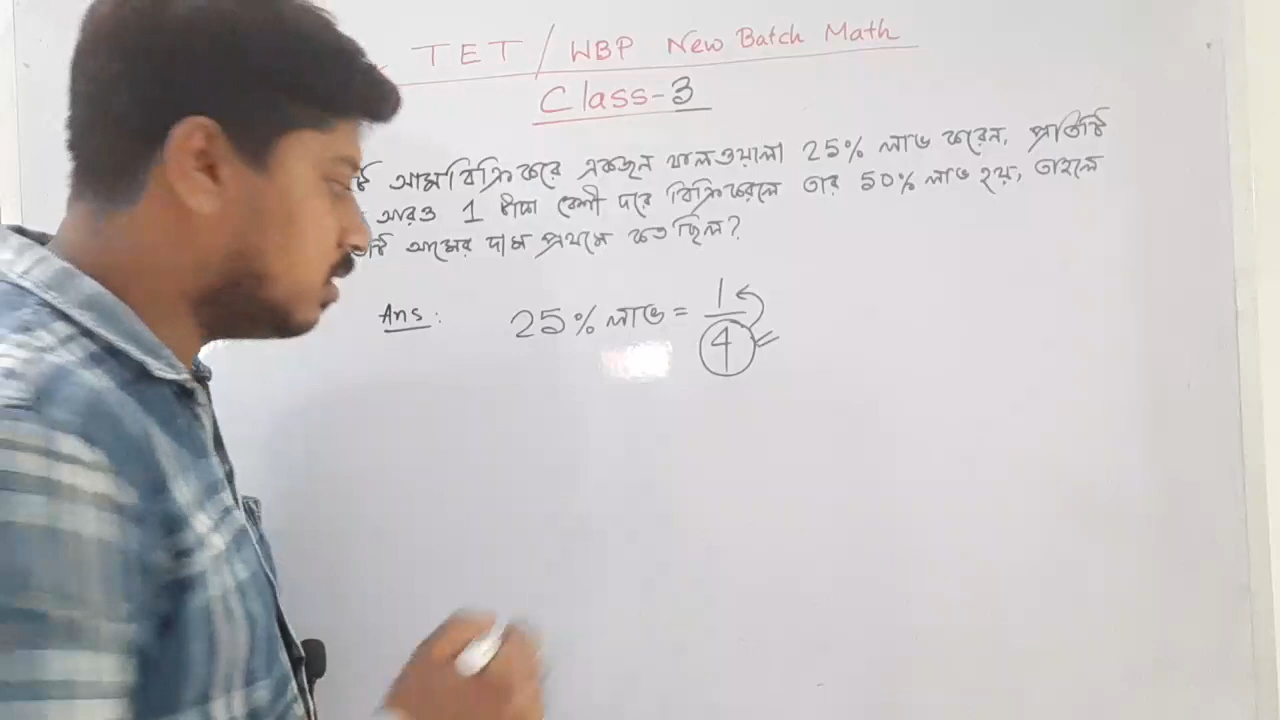 TET / WBP New Batch Math
Class-3
আম বিক্রি করে একজন ফলওয়ালা 25% লাভ করেন, প্রতিটি
আরও 1 টাকা বেশী দরে বিক্রি করলে তার 50% লাভ হয়, তাহলে
আমের দাম প্রথমে কত ছিল?
Ans: 25% লাভ = 1/4